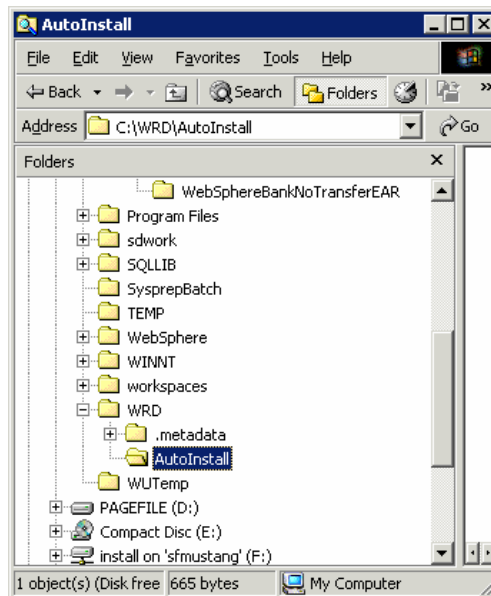 AutoInstall
File Edit View Favorites Tools Help
Back Search Folders »
Address C:\WRD\AutoInstall Go
Folders
WebSphereBankNoTransferEAR
Program Files
sdwork
SQLLIB
SysprepBatch
TEMP
WebSphere
WINNT
workspaces
WRD
.metadata
AutoInstall
WUTemp
PAGEFILE (D:)
Compact Disc (E:)
install on 'sfmustang' (F:)
1 object(s) (Disk free 665 bytes My Computer